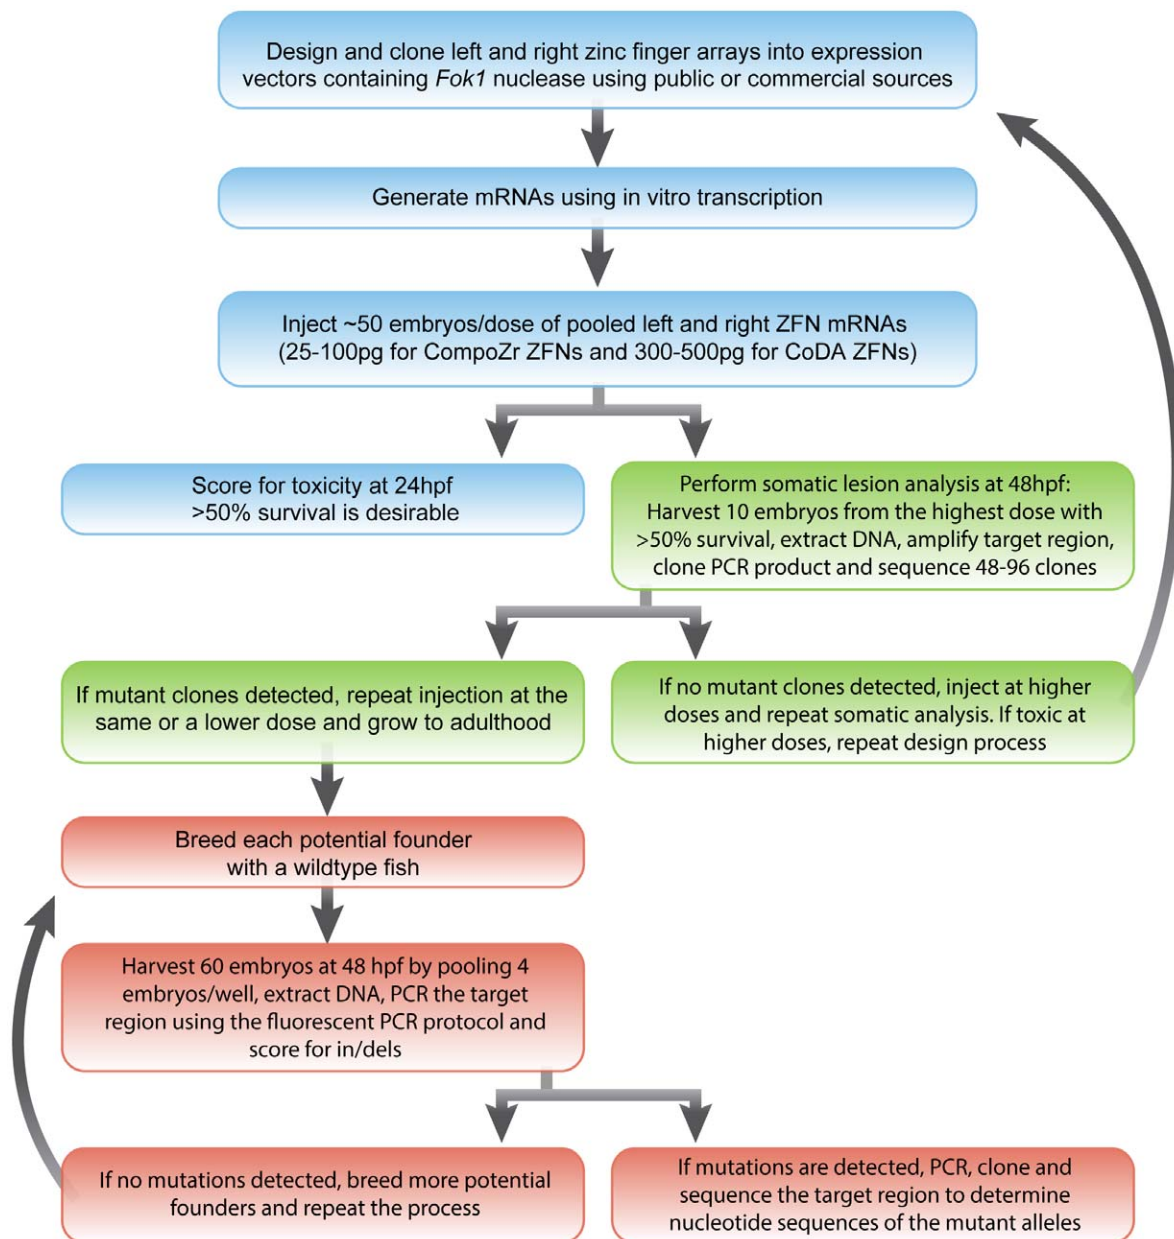 Design and clone left and right zinc finger arrays into expression
vectors containing Fok1 nuclease using public or commercial sources
Generate mRNAs using in vitro transcription
Inject ~50 embryos/dose of pooled left and right ZFN mRNAs
(25-100pg for CompoZr ZFNs and 300-500pg for CoDA ZFNs)
Score for toxicity at 24hpf
>50% survival is desirable
Perform somatic lesion analysis at 48hpf:
Harvest 10 embryos from the highest dose with
>50% survival, extract DNA, amplify target region,
clone PCR product and sequence 48-96 clones
If mutant clones detected, repeat injection at the
same or a lower dose and grow to adulthood
If no mutant clones detected, inject at higher
doses and repeat somatic analysis. If toxic at
higher doses, repeat design process
Breed each potential founder
with a wildtype fish
Harvest 60 embryos at 48 hpf by pooling 4
embryos/well, extract DNA, PCR the target
region using the fluorescent PCR protocol and
score for in/dels
If no mutations detected, breed more potential
founders and repeat the process
If mutations are detected, PCR, clone and
sequence the target region to determine
nucleotide sequences of the mutant alleles